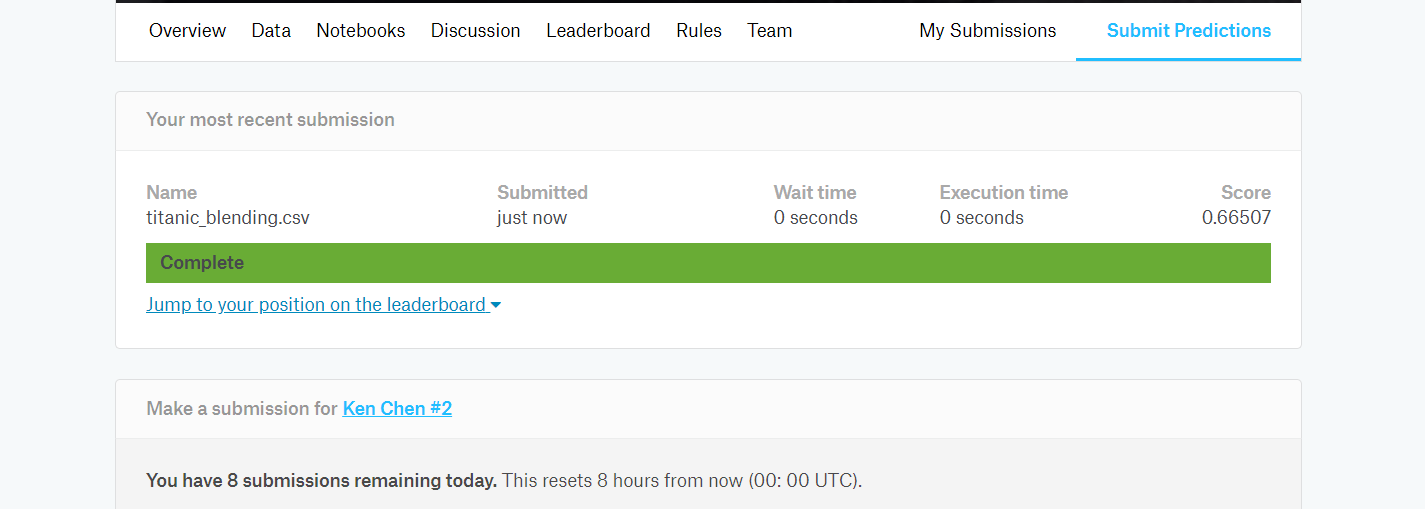 Overview Data Notebooks Discussion Leaderboard Rules Team My Submissions Submit Predictions
Your most recent submission
Name Submitted Wait time Execution time Score
titanic_blending.csv just now 0 seconds 0 seconds 0.66507
Complete
Jump to your position on the leaderboard
Make a submission for Ken Chen #2
You have 8 submissions remaining today. This resets 8 hours from now (00: 00 UTC).